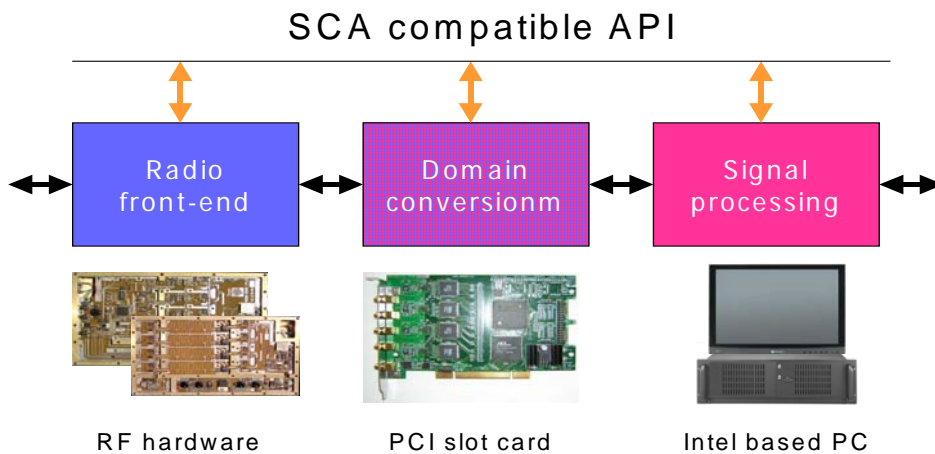 SCA compatible API
Radio
front-end
Domain
conversionm
Signal
processing
RF hardware
PCI slot card
Intel based PC